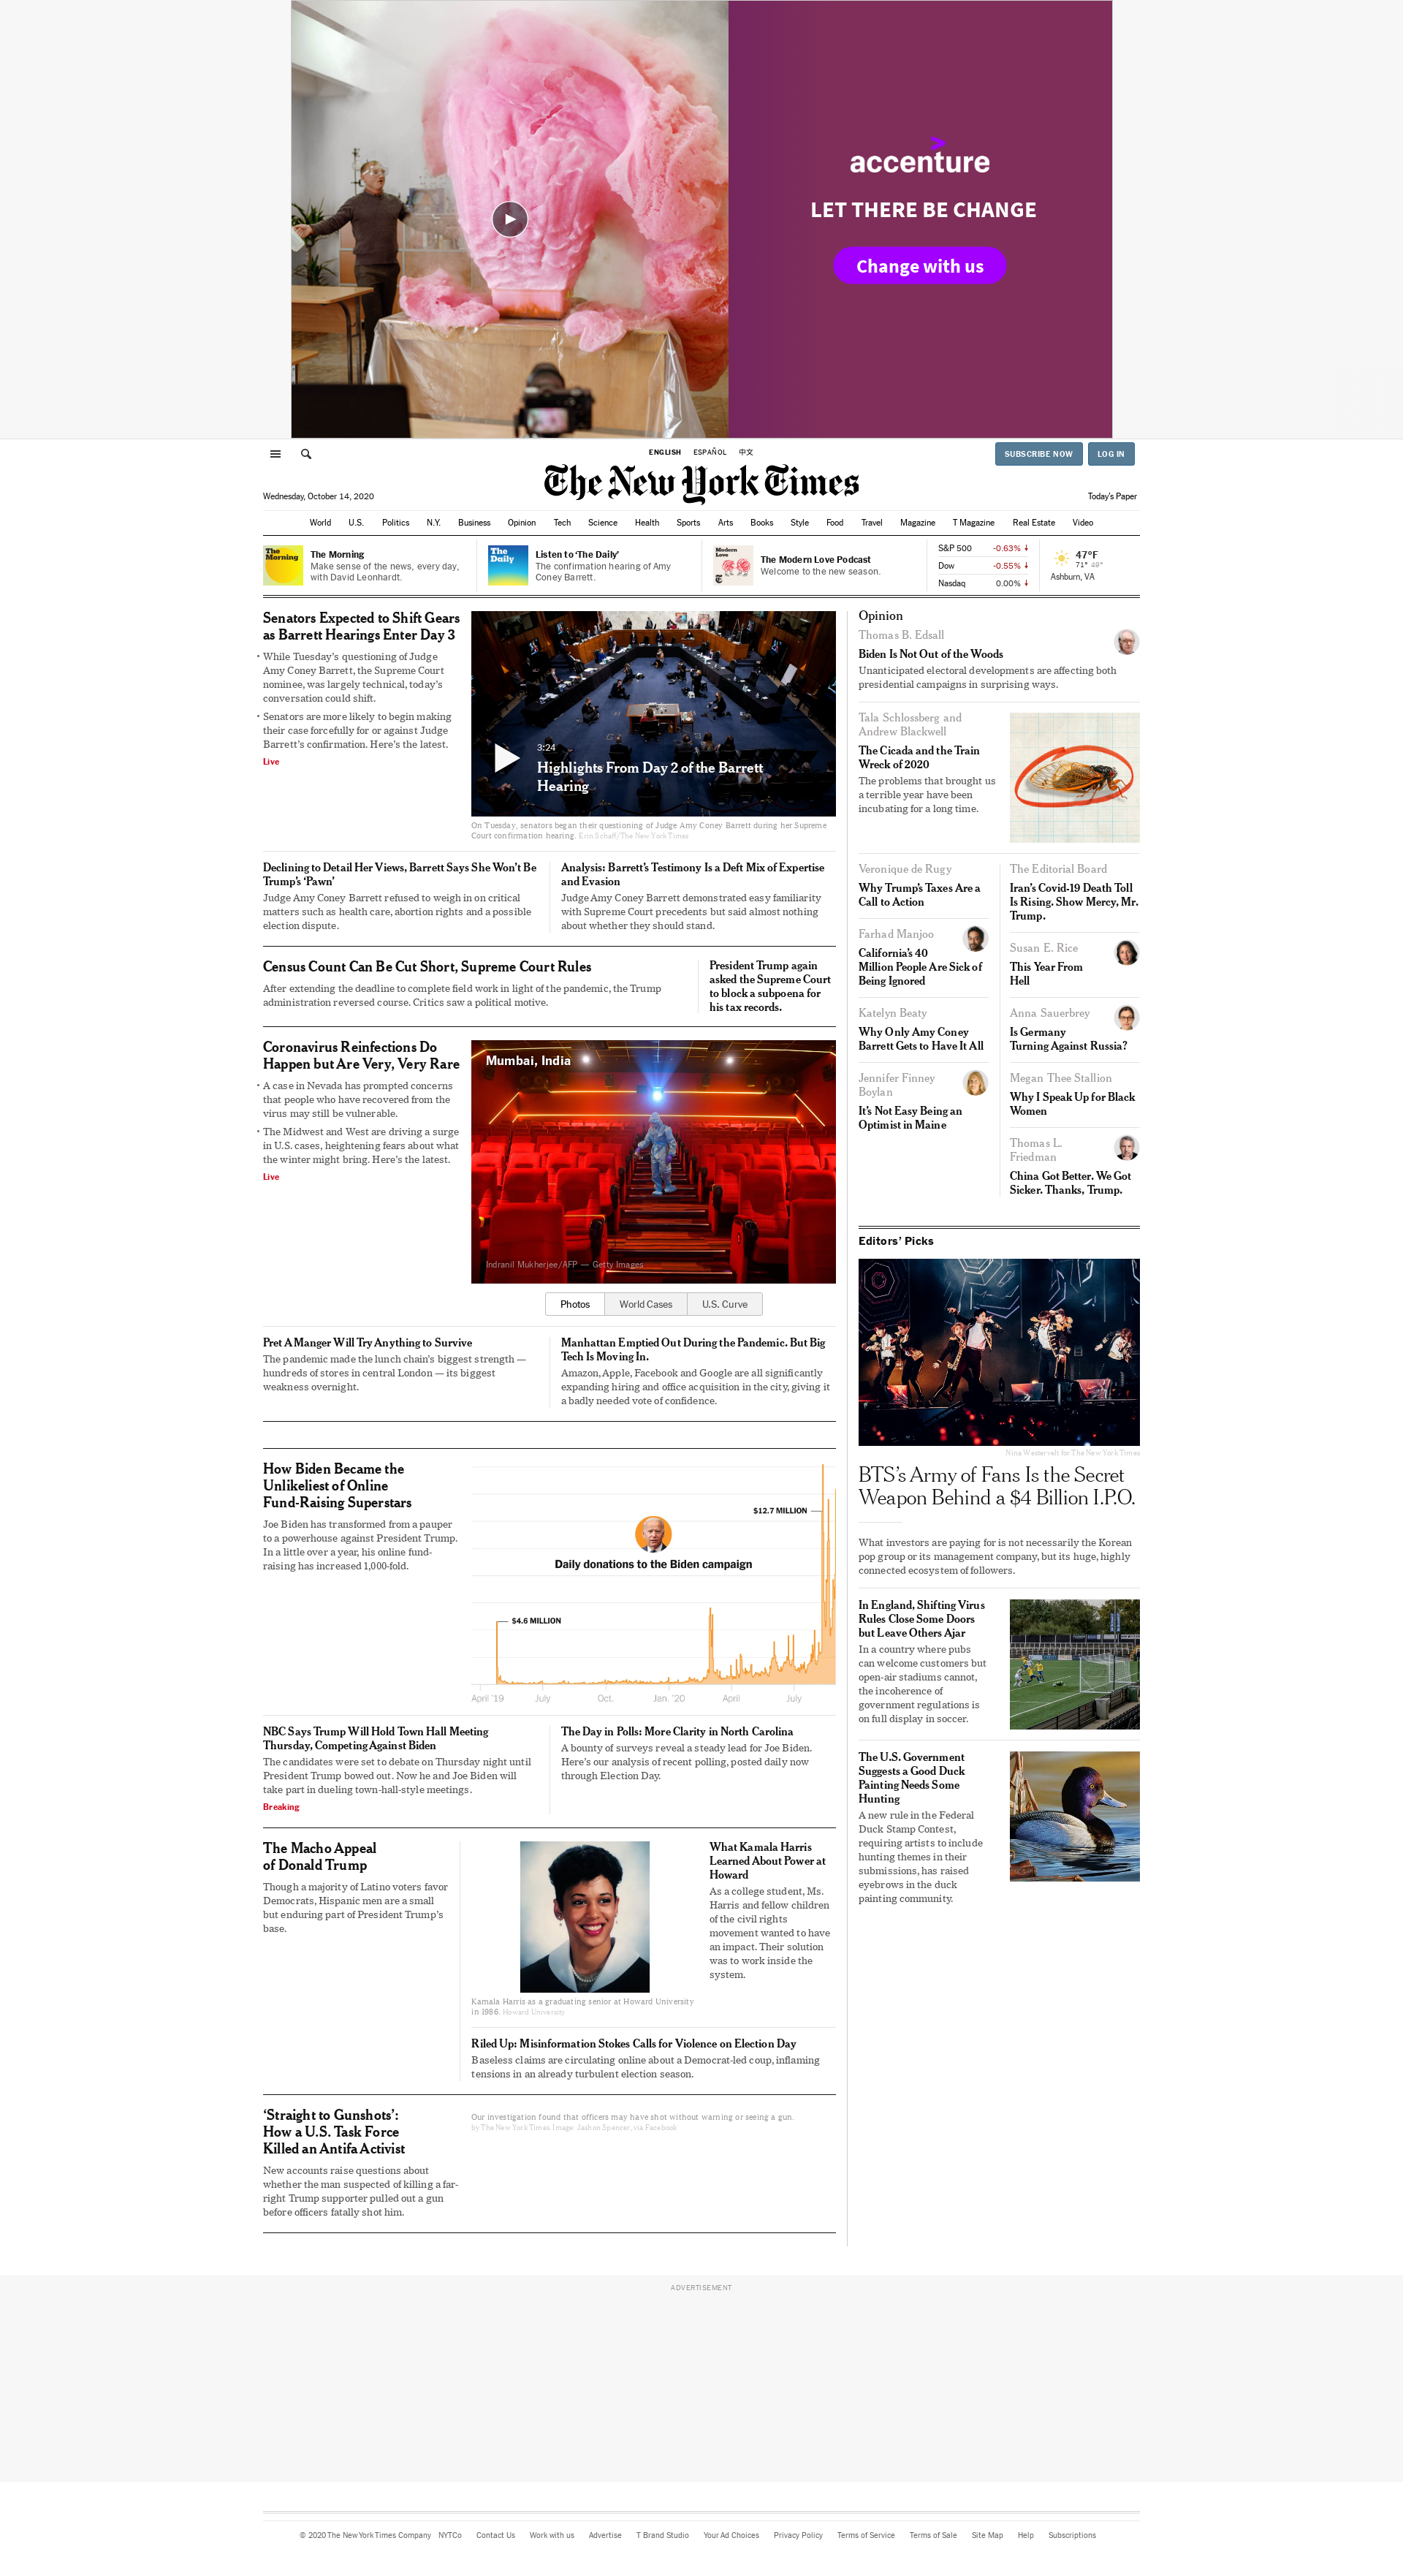 accenture
LET THERE BE CHANGE
Change with us
ENGLISH ESPAÑOL 中文
SUBSCRIBE NOW LOG IN
The New York Times
Wednesday, October 14, 2020
Today's Paper
World U.S. Politics N.Y. Business Opinion Tech Science Health Sports Arts Books Style Food Travel Magazine T Magazine Real Estate Video
The Morning
The Morning
Make sense of the news, every day, with David Leonhardt.
The Daily
Listen to ‘The Daily’
The confirmation hearing of Amy Coney Barrett.
Modern Love
The Modern Love Podcast
Welcome to the new season.
S&P 500 -0.63%
Dow -0.55%
Nasdaq 0.00%
47°F
71° 49°
Ashburn, VA
Senators Expected to Shift Gears
as Barrett Hearings Enter Day 3
While Tuesday’s questioning of Judge
Amy Coney Barrett, the Supreme Court
nominee, was largely technical, today’s
conversation could shift.
Senators are more likely to begin making
their case forcefully for or against Judge
Barrett’s confirmation. Here’s the latest.
Live
3:24
Highlights From Day 2 of the Barrett
Hearing
On Tuesday, senators began their questioning of Judge Amy Coney Barrett during her Supreme
Court confirmation hearing. Erin Schaff/The New York Times
Declining to Detail Her Views, Barrett Says She Won’t Be
Trump’s ‘Pawn’
Judge Amy Coney Barrett refused to weigh in on critical
matters such as health care, abortion rights and a possible
election dispute.
Analysis: Barrett’s Testimony Is a Deft Mix of Expertise
and Evasion
Judge Amy Coney Barrett demonstrated easy familiarity
with Supreme Court precedents but said almost nothing
about whether they should stand.
Census Count Can Be Cut Short, Supreme Court Rules
After extending the deadline to complete field work in light of the pandemic, the Trump
administration reversed course. Critics saw a political motive.
President Trump again
asked the Supreme Court
to block a subpoena for
his tax records.
Coronavirus Reinfections Do
Happen but Are Very, Very Rare
A case in Nevada has prompted concerns
that people who have recovered from the
virus may still be vulnerable.
The Midwest and West are driving a surge
in U.S. cases, heightening fears about what
the winter might bring. Here’s the latest.
Live
Mumbai, India
Indranil Mukherjee/AFP — Getty Images
Photos World Cases U.S. Curve
Pret A Manger Will Try Anything to Survive
The pandemic made the lunch chain’s biggest strength —
hundreds of stores in central London — its biggest
weakness overnight.
Manhattan Emptied Out During the Pandemic. But Big
Tech Is Moving In.
Amazon, Apple, Facebook and Google are all significantly
expanding hiring and office acquisition in the city, giving it
a badly needed vote of confidence.
How Biden Became the
Unlikeliest of Online
Fund-Raising Superstars
Joe Biden has transformed from a pauper
to a powerhouse against President Trump.
In a little over a year, his online fund-
raising has increased 1,000-fold.
$12.7 MILLION
Daily donations to the Biden campaign
$4.6 MILLION
April ’19 July Oct. Jan. ’20 April July
NBC Says Trump Will Hold Town Hall Meeting
Thursday, Competing Against Biden
The candidates were set to debate on Thursday night until
President Trump bowed out. Now he and Joe Biden will
take part in dueling town-hall-style meetings.
Breaking
The Day in Polls: More Clarity in North Carolina
A bounty of surveys reveal a steady lead for Joe Biden.
Here’s our analysis of recent polling, posted daily now
through Election Day.
The Macho Appeal
of Donald Trump
Though a majority of Latino voters favor
Democrats, Hispanic men are a small
but enduring part of President Trump’s
base.
Kamala Harris as a graduating senior at Howard University
in 1986. Howard University
What Kamala Harris
Learned About Power at
Howard
As a college student, Ms.
Harris and fellow children
of the civil rights
movement wanted to have
an impact. Their solution
was to work inside the
system.
Riled Up: Misinformation Stokes Calls for Violence on Election Day
Baseless claims are circulating online about a Democrat-led coup, inflaming
tensions in an already turbulent election season.
‘Straight to Gunshots’:
How a U.S. Task Force
Killed an Antifa Activist
New accounts raise questions about
whether the man suspected of killing a far-
right Trump supporter pulled out a gun
before officers fatally shot him.
Our investigation found that officers may have shot without warning or seeing a gun.
by The New York Times. Image: Jashon Spencer, via Facebook
Opinion
Thomas B. Edsall
Biden Is Not Out of the Woods
Unanticipated electoral developments are affecting both
presidential campaigns in surprising ways.
Tala Schlossberg and
Andrew Blackwell
The Cicada and the Train
Wreck of 2020
The problems that brought us
a terrible year have been
incubating for a long time.
Veronique de Rugy
Why Trump’s Taxes Are a
Call to Action
Farhad Manjoo
California’s 40
Million People Are Sick of
Being Ignored
Katelyn Beaty
Why Only Amy Coney
Barrett Gets to Have It All
Jennifer Finney
Boylan
It’s Not Easy Being an
Optimist in Maine
The Editorial Board
Iran’s Covid-19 Death Toll
Is Rising. Show Mercy, Mr.
Trump.
Susan E. Rice
This Year From
Hell
Anna Sauerbrey
Is Germany
Turning Against Russia?
Megan Thee Stallion
Why I Speak Up for Black
Women
Thomas L.
Friedman
China Got Better. We Got
Sicker. Thanks, Trump.
Editors’ Picks
Nina Westervelt for The New York Times
BTS’s Army of Fans Is the Secret
Weapon Behind a $4 Billion I.P.O.
What investors are paying for is not necessarily the Korean
pop group or its management company, but its huge, highly
connected ecosystem of followers.
In England, Shifting Virus
Rules Close Some Doors
but Leave Others Ajar
In a country where pubs
can welcome customers but
open-air stadiums cannot,
the incoherence of
government regulations is
on full display in soccer.
The U.S. Government
Suggests a Good Duck
Painting Needs Some
Hunting
A new rule in the Federal
Duck Stamp Contest,
requiring artists to include
hunting themes in their
submissions, has raised
eyebrows in the duck
painting community.
ADVERTISEMENT
© 2020 The New York Times Company NYTCo Contact Us Work with us Advertise T Brand Studio Your Ad Choices Privacy Policy Terms of Service Terms of Sale Site Map Help Subscriptions